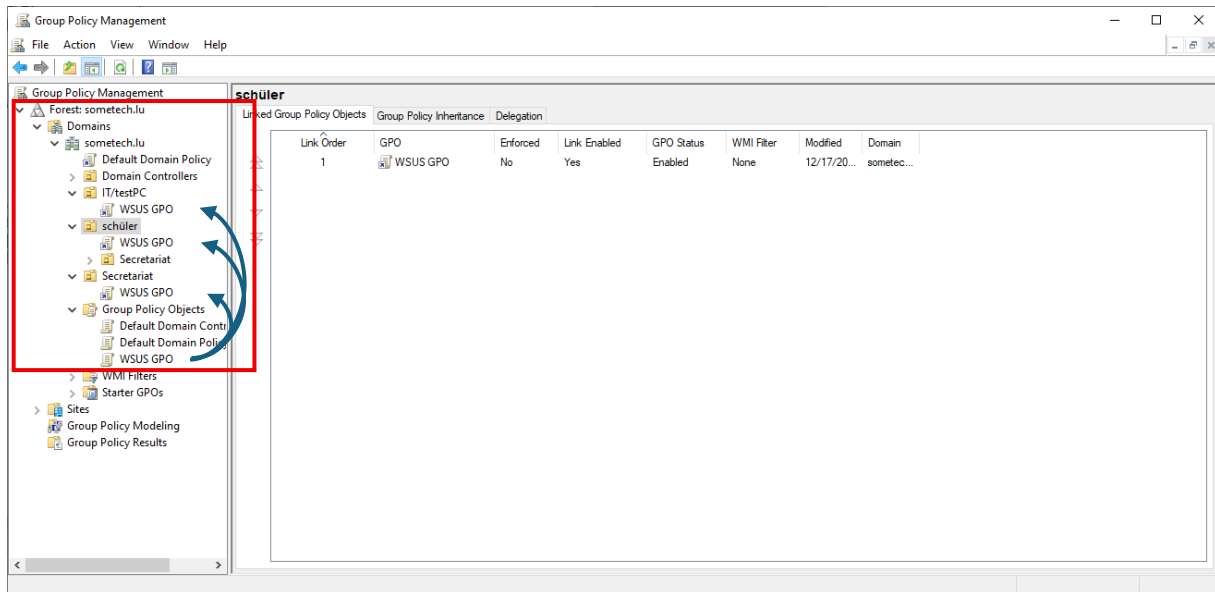 Group Policy Management
File Action View Window Help
Group Policy Management
Forest: sometech.lu
Domains
sometech.lu
Default Domain Policy
Domain Controllers
IT/testPC
WSUS GPO
schüler
WSUS GPO
Secretariat
Secretariat
WSUS GPO
Group Policy Objects
Default Domain Contr
Default Domain Policy
WSUS GPO
WMI Filters
Starter GPOs
Sites
Group Policy Modeling
Group Policy Results
schüler
Linked Group Policy Objects Group Policy Inheritance Delegation
Link Order GPO Enforced Link Enabled GPO Status WMI Filter Modified Domain
1 WSUS GPO No Yes Enabled None 12/17/20... sometec...